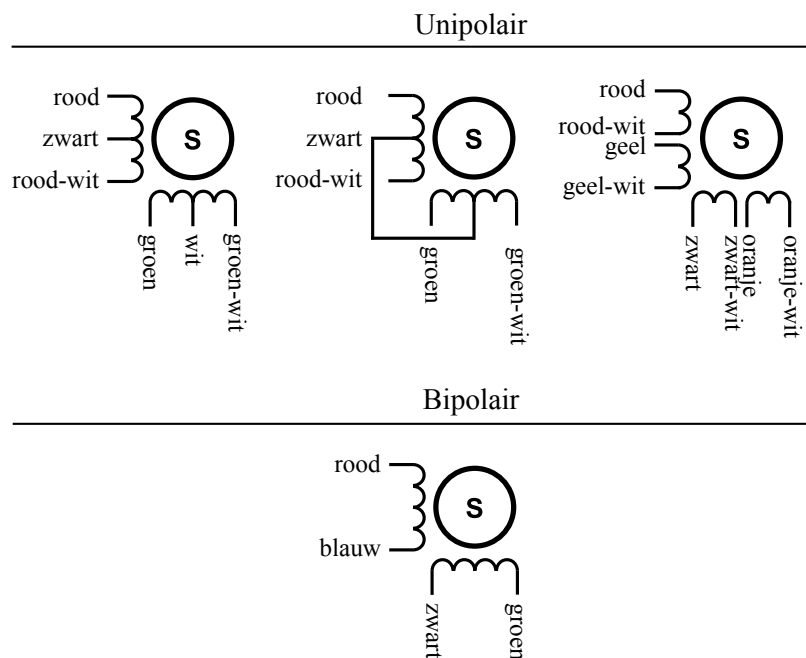 Unipolair
rood
zwart
rood-wit
S
groen
wit
groen-wit
rood
zwart
rood-wit
S
groen
groen-wit
rood
rood-wit
geel
geel-wit
S
zwart
zwart-wit
oranje
oranje-wit
Bipolair
rood
blauw
S
zwart
groen